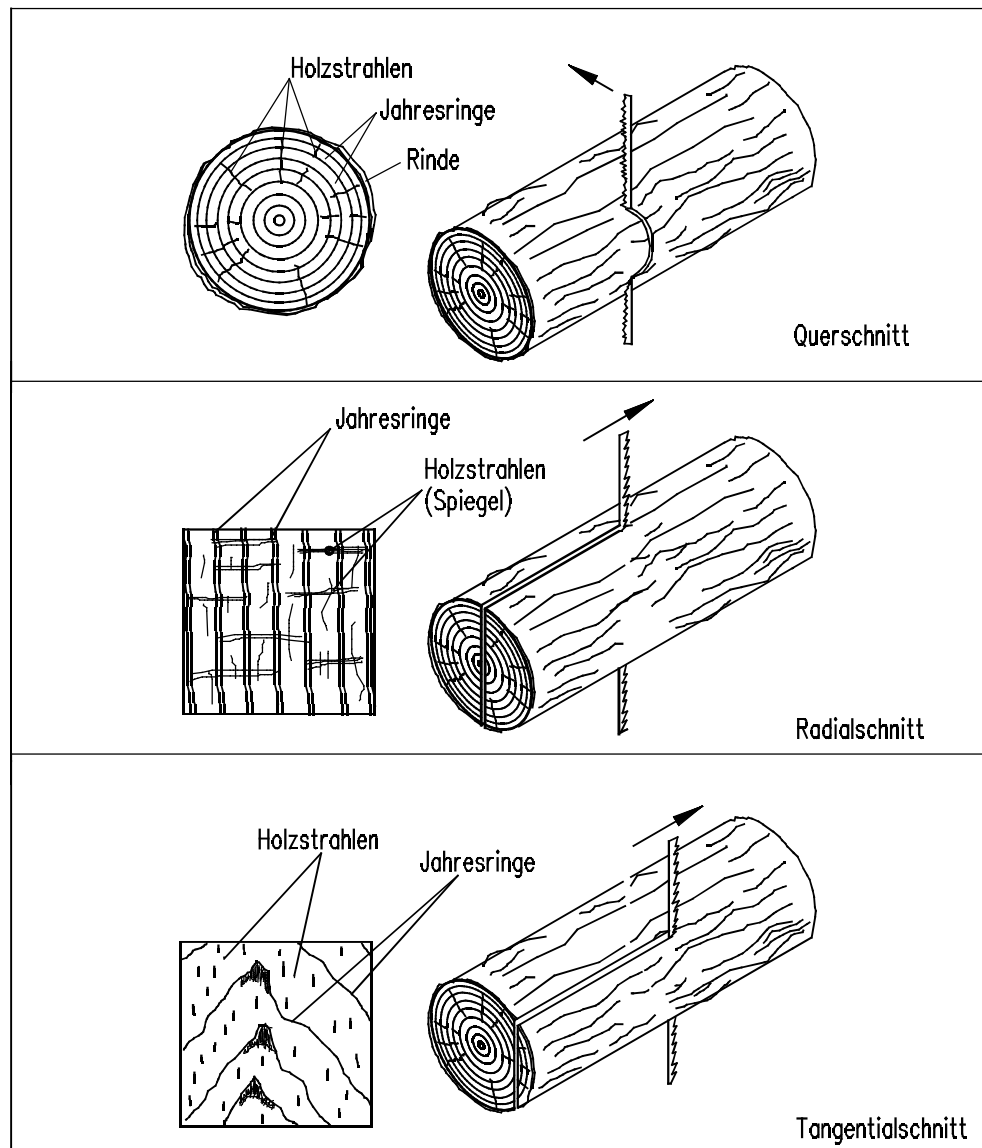 Holzstrahlen
Jahresringe
Rinde
Querschnitt
Jahresringe
Holzstrahlen
(Spiegel)
Radialschnitt
Holzstrahlen
Jahresringe
Tangentialschnitt